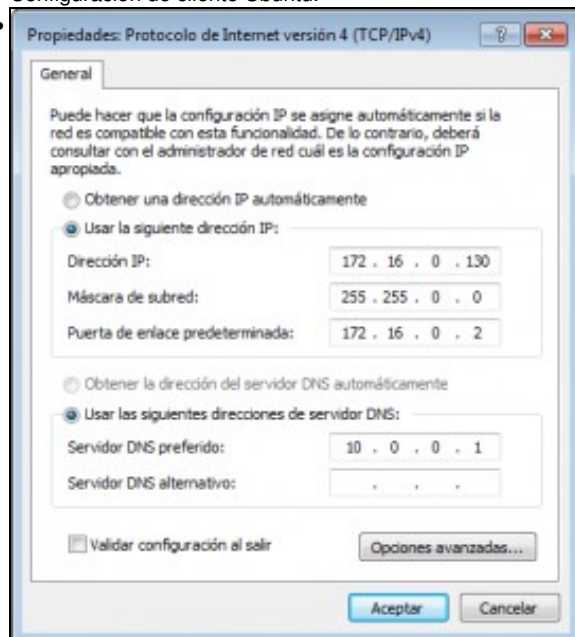 Configuración de cliente Ubuntu.
Propiedades: Protocolo de Internet versión 4 (TCP/IPv4)
General
Puede hacer que la configuración IP se asigne automáticamente si la
red es compatible con esta funcionalidad. De lo contrario, deberá
consultar con el administrador de red cuál es la configuración IP
apropiada.
Obtener una dirección IP automáticamente
Usar la siguiente dirección IP:
Dirección IP: 172 . 16 . 0 . 130
Máscara de subred: 255 . 255 . 0 . 0
Puerta de enlace predeterminada: 172 . 16 . 0 . 2
Obtener la dirección del servidor DNS automáticamente
Usar las siguientes direcciones de servidor DNS:
Servidor DNS preferido: 10 . 0 . 0 . 1
Servidor DNS alternativo: . . .
Validar configuración al salir Opciones avanzadas...
Aceptar Cancelar